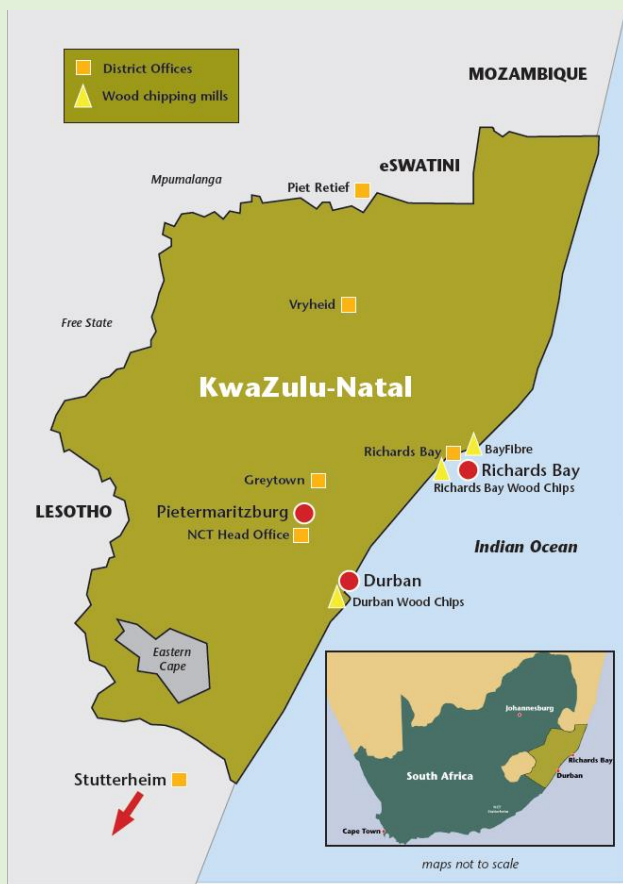 District Offices
Wood chipping mills
MOZAMBIQUE
eSWATINI
Mpumalanga
Piet Retief
Vryheid
Free State
KwaZulu-Natal
Richards Bay
BayFibre
Richards Bay
Richards Bay Wood Chips
Greytown
LESOTHO
Pietermaritzburg
NCT Head Office
Indian Ocean
Durban
Durban Wood Chips
Eastern
Cape
Stutterheim
Johannesburg
Richards Bay
Durban
South Africa
NCT
Cape Town
maps not to scale